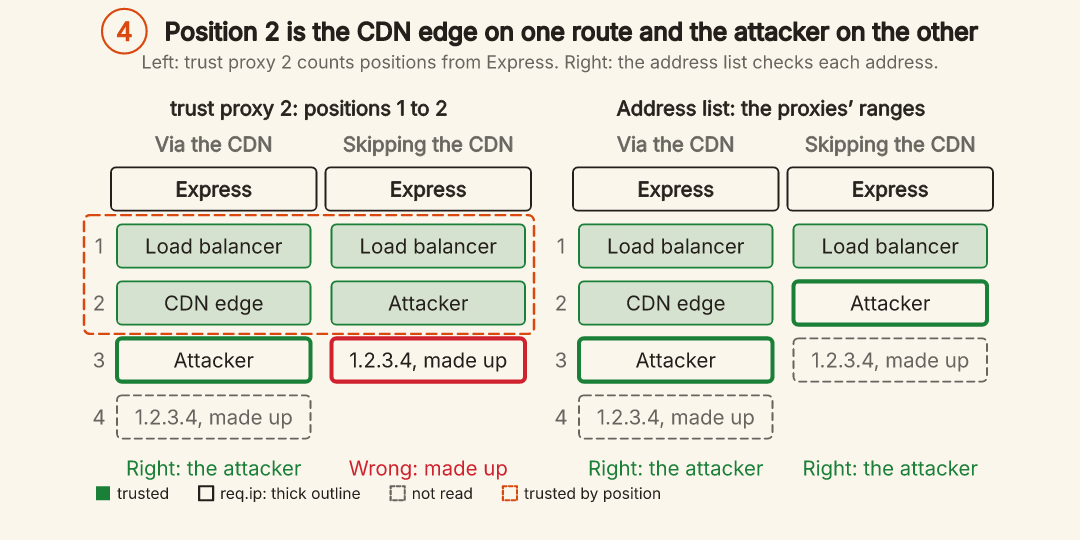 4 Position 2 is the CDN edge on one route and the attacker on the other
Left: trust proxy 2 counts positions from Express. Right: the address list checks each address.
trust proxy 2: positions 1 to 2
Via the CDN Skipping the CDN
Express Express
1 Load balancer Load balancer
2 CDN edge Attacker
3 Attacker 1.2.3.4, made up
4 1.2.3.4, made up
Right: the attacker Wrong: made up
Address list: the proxies’ ranges
Via the CDN Skipping the CDN
Express Express
1 Load balancer Load balancer
2 CDN edge Attacker
3 Attacker 1.2.3.4, made up
4 1.2.3.4, made up
Right: the attacker Right: the attacker
trusted req.ip: thick outline not read trusted by position